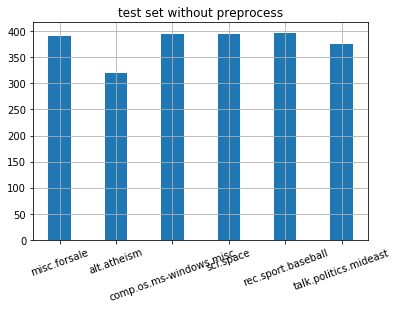 test set without preprocess
400
350
300
250
200
150
100
50
0
misc.forsale
alt.atheism
comp.os.ms-windows.misc
sci.space
rec.sport.baseball
talk.politics.mideast